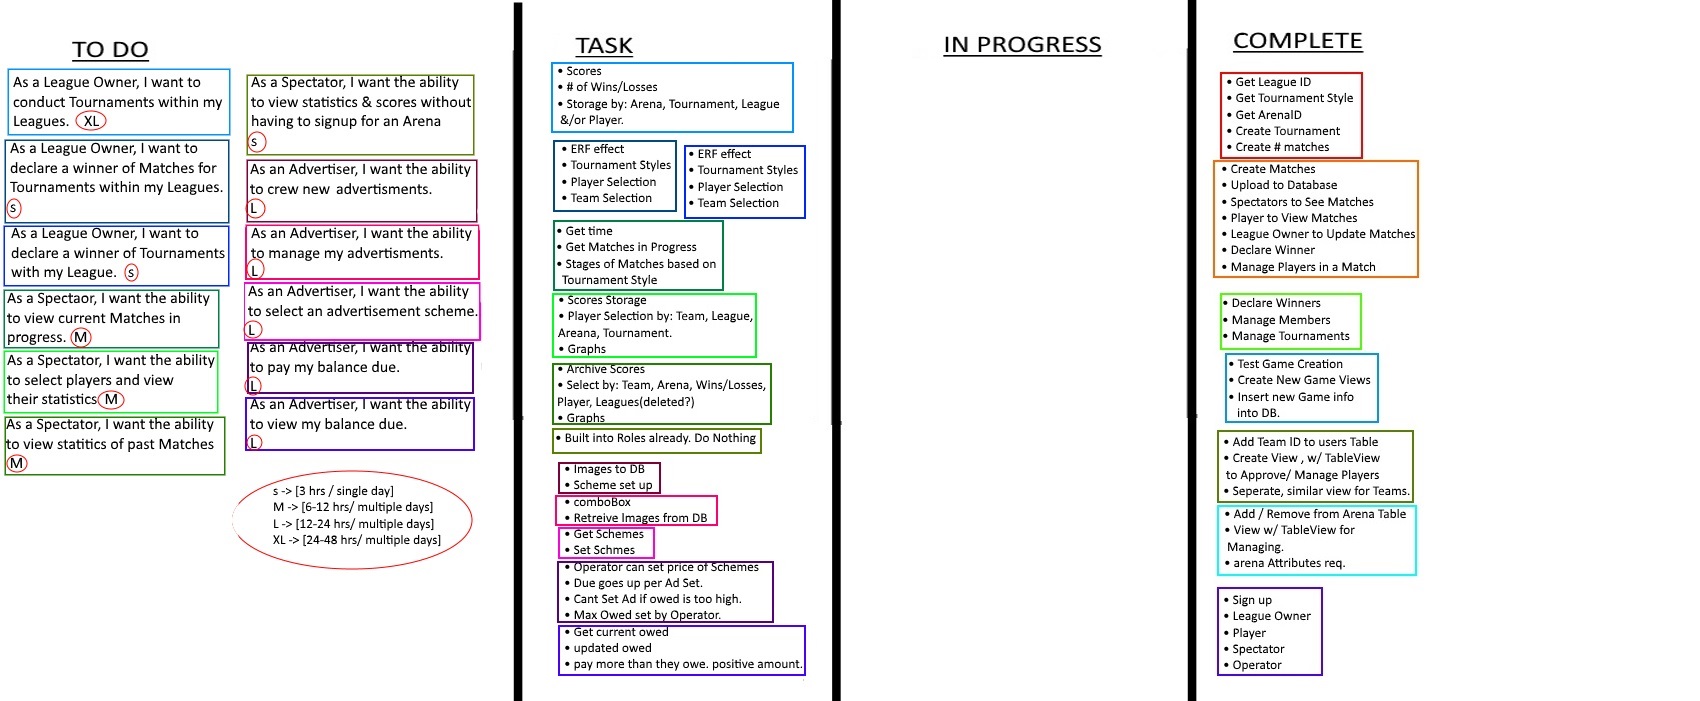 TO DO
As a League Owner, I want to
conduct Tournaments within my
Leagues. XL
As a League Owner, I want to
declare a winner of Matches for
Tournaments within my Leagues.
s
As a League Owner, I want to
declare a winner of Tournaments
with my League. s
As a Spectaor, I want the ability
to view current Matches in
progress. M
As a Spectator, I want the ability
to select players and view
their statistics M
As a Spectator, I want the ability
to view statitics of past Matches
M
As a Spectator, I want the ability
to view statistics & scores without
having to signup for an Arena
s
As an Advertiser, I want the ability
to crew new advertisments.
L
As an Advertiser, I want the ability
to manage my advertisments.
L
As an Advertiser, I want the ability
to select an advertisement scheme.
L
As an Advertiser, I want the ability
to pay my balance due.
L
As an Advertiser, I want the ability
to view my balance due.
L
s -> [3 hrs / single day]
M -> [6-12 hrs/ multiple days]
L -> [12-24 hrs/ multiple days]
XL -> [24-48 hrs/ multiple days]
TASK
• Scores
• # of Wins/Losses
• Storage by: Arena, Tournament, League
&/or Player.
• ERF effect
• Tournament Styles
• Player Selection
• Team Selection
• ERF effect
• Tournament Styles
• Player Selection
• Team Selection
• Get time
• Get Matches in Progress
• Stages of Matches based on
Tournament Style
• Scores Storage
• Player Selection by: Team, League,
Areana, Tournament.
• Graphs
• Archive Scores
• Select by: Team, Arena, Wins/Losses,
Player, Leagues(deleted?)
• Graphs
• Built into Roles already. Do Nothing
• Images to DB
• Scheme set up
• comboBox
• Retreive Images from DB
• Get Schemes
• Set Schmes
• Operator can set price of Schemes
• Due goes up per Ad Set.
• Cant Set Ad if owed is too high.
• Max Owed set by Operator.
• Get current owed
• updated owed
• pay more than they owe. positive amount.
IN PROGRESS
COMPLETE
• Get League ID
• Get Tournament Style
• Get ArenaID
• Create Tournament
• Create # matches
• Create Matches
• Upload to Database
• Spectators to See Matches
• Player to View Matches
• League Owner to Update Matches
• Declare Winner
• Manage Players in a Match
• Declare Winners
• Manage Members
• Manage Tournaments
• Test Game Creation
• Create New Game Views
• Insert new Game info
into DB.
• Add Team ID to users Table
• Create View , w/ TableView
to Approve/ Manage Players
• Seperate, similar view for Teams.
• Add / Remove from Arena Table
• View w/ TableView for
Managing.
• arena Attributes req.
• Sign up
• League Owner
• Player
• Spectator
• Operator